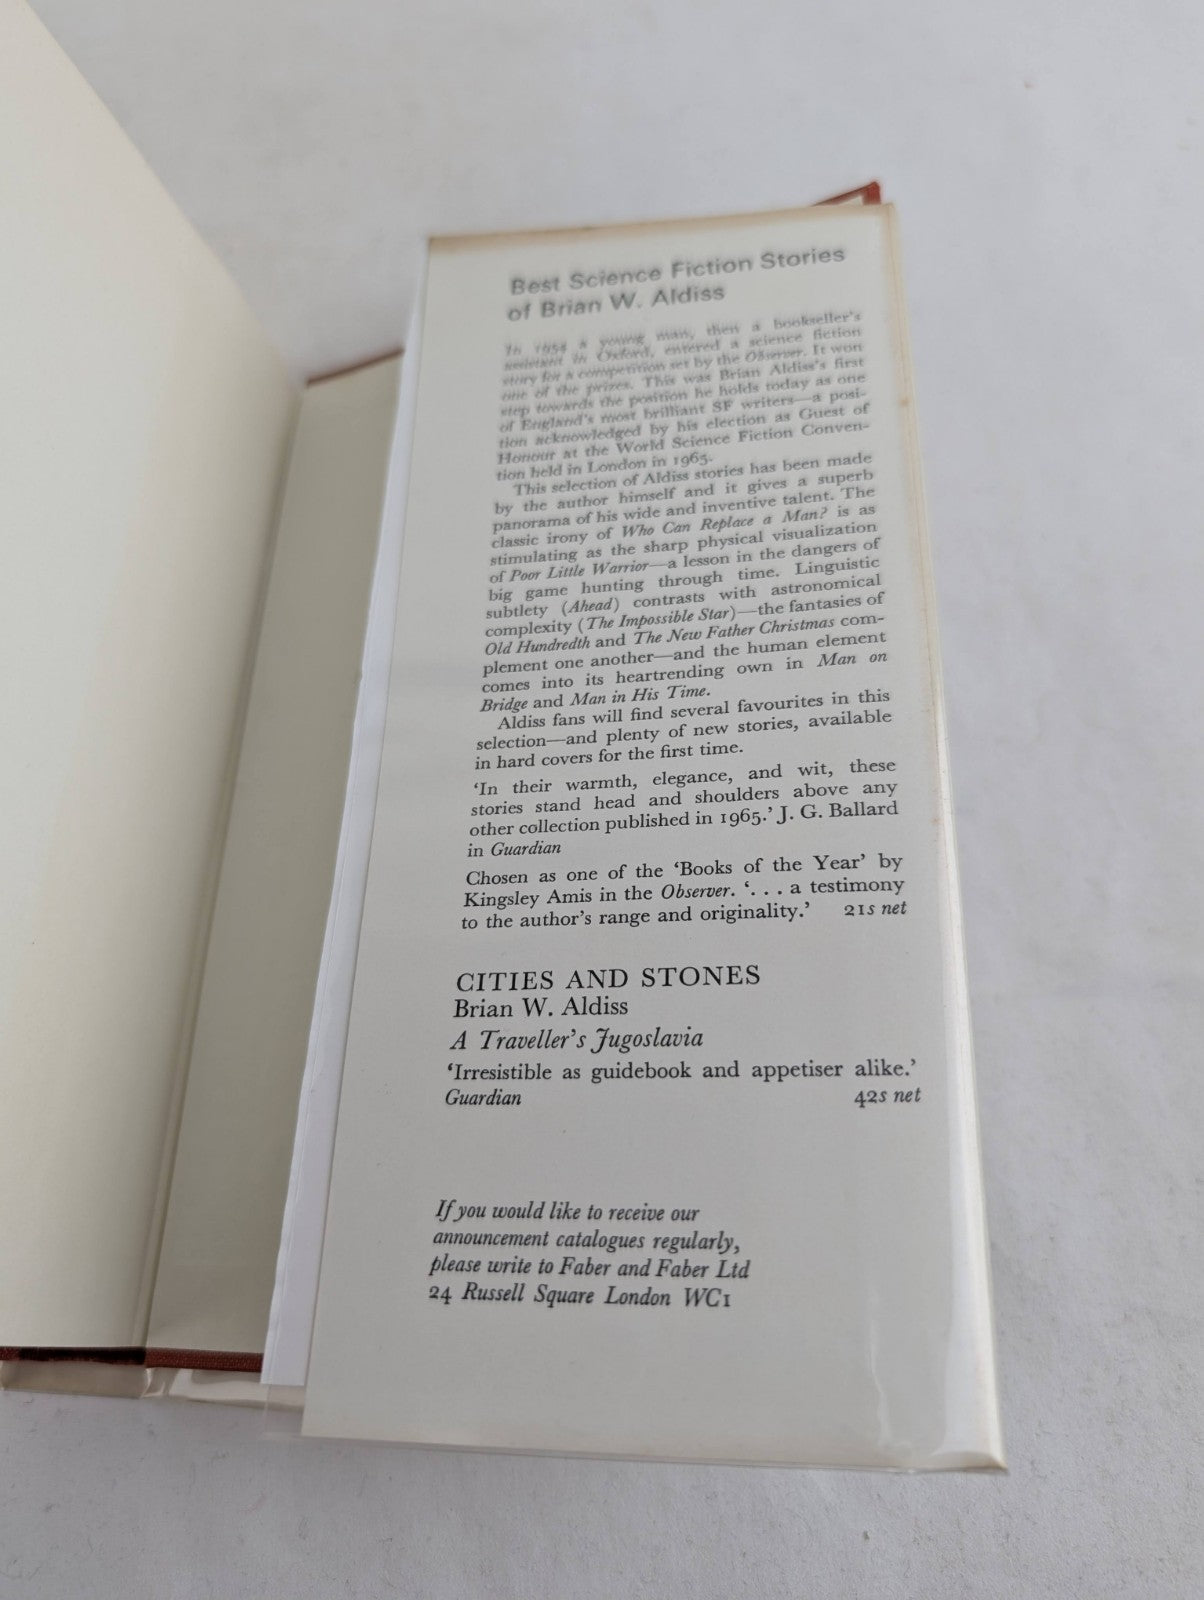 Best Science Fiction Stories
of Brian W. Aldiss
In 1954 a young man, then a bookseller's
assistant in Oxford, entered a science fiction
story for a competition set by the Observer. It won
one of the prizes. This was Brian Aldiss's first
step towards the position he holds today as one
of England's most brilliant SF writers—a posi-
tion acknowledged by his election as Guest of
Honour at the World Science Fiction Conven-
tion held in London in 1965.
This selection of Aldiss stories has been made
by the author himself and it gives a superb
panorama of his wide and inventive talent. The
classic irony of Who Can Replace a Man? is as
stimulating as the sharp physical visualization
of Poor Little Warrior—a lesson in the dangers of
big game hunting through time. Linguistic
subtlety (Ahead) contrasts with astronomical
complexity (The Impossible Star)—the fantasies of
Old Hundredth and The New Father Christmas com-
plement one another—and the human element
comes into its heartrending own in Man on
Bridge and Man in His Time.
Aldiss fans will find several favourites in this
selection—and plenty of new stories, available
in hard covers for the first time.
'In their warmth, elegance, and wit, these
stories stand head and shoulders above any
other collection published in 1965.' J. G. Ballard
in Guardian
Chosen as one of the 'Books of the Year' by
Kingsley Amis in the Observer. '. . . a testimony
to the author's range and originality.' 21s net
CITIES AND STONES
Brian W. Aldiss
A Traveller's Jugoslavia
'Irresistible as guidebook and appetiser alike.'
Guardian 42s net
If you would like to receive our
announcement catalogues regularly,
please write to Faber and Faber Ltd
24 Russell Square London WC1